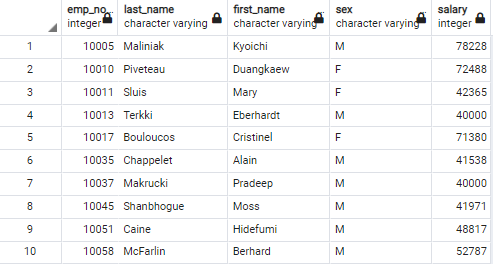 emp_no last_name first_name sex salary
integer character varying character varying character varying integer
1 10005 Maliniak Kyoichi M 78228
2 10010 Piveteau Duangkaew F 72488
3 10011 Sluis Mary F 42365
4 10013 Terkki Eberhardt M 40000
5 10017 Bouloucos Cristinel F 71380
6 10035 Chappelet Alain M 41538
7 10037 Makrucki Pradeep M 40000
8 10045 Shanbhogue Moss M 41971
9 10051 Caine Hidefumi M 48817
10 10058 McFarlin Berhard M 52787